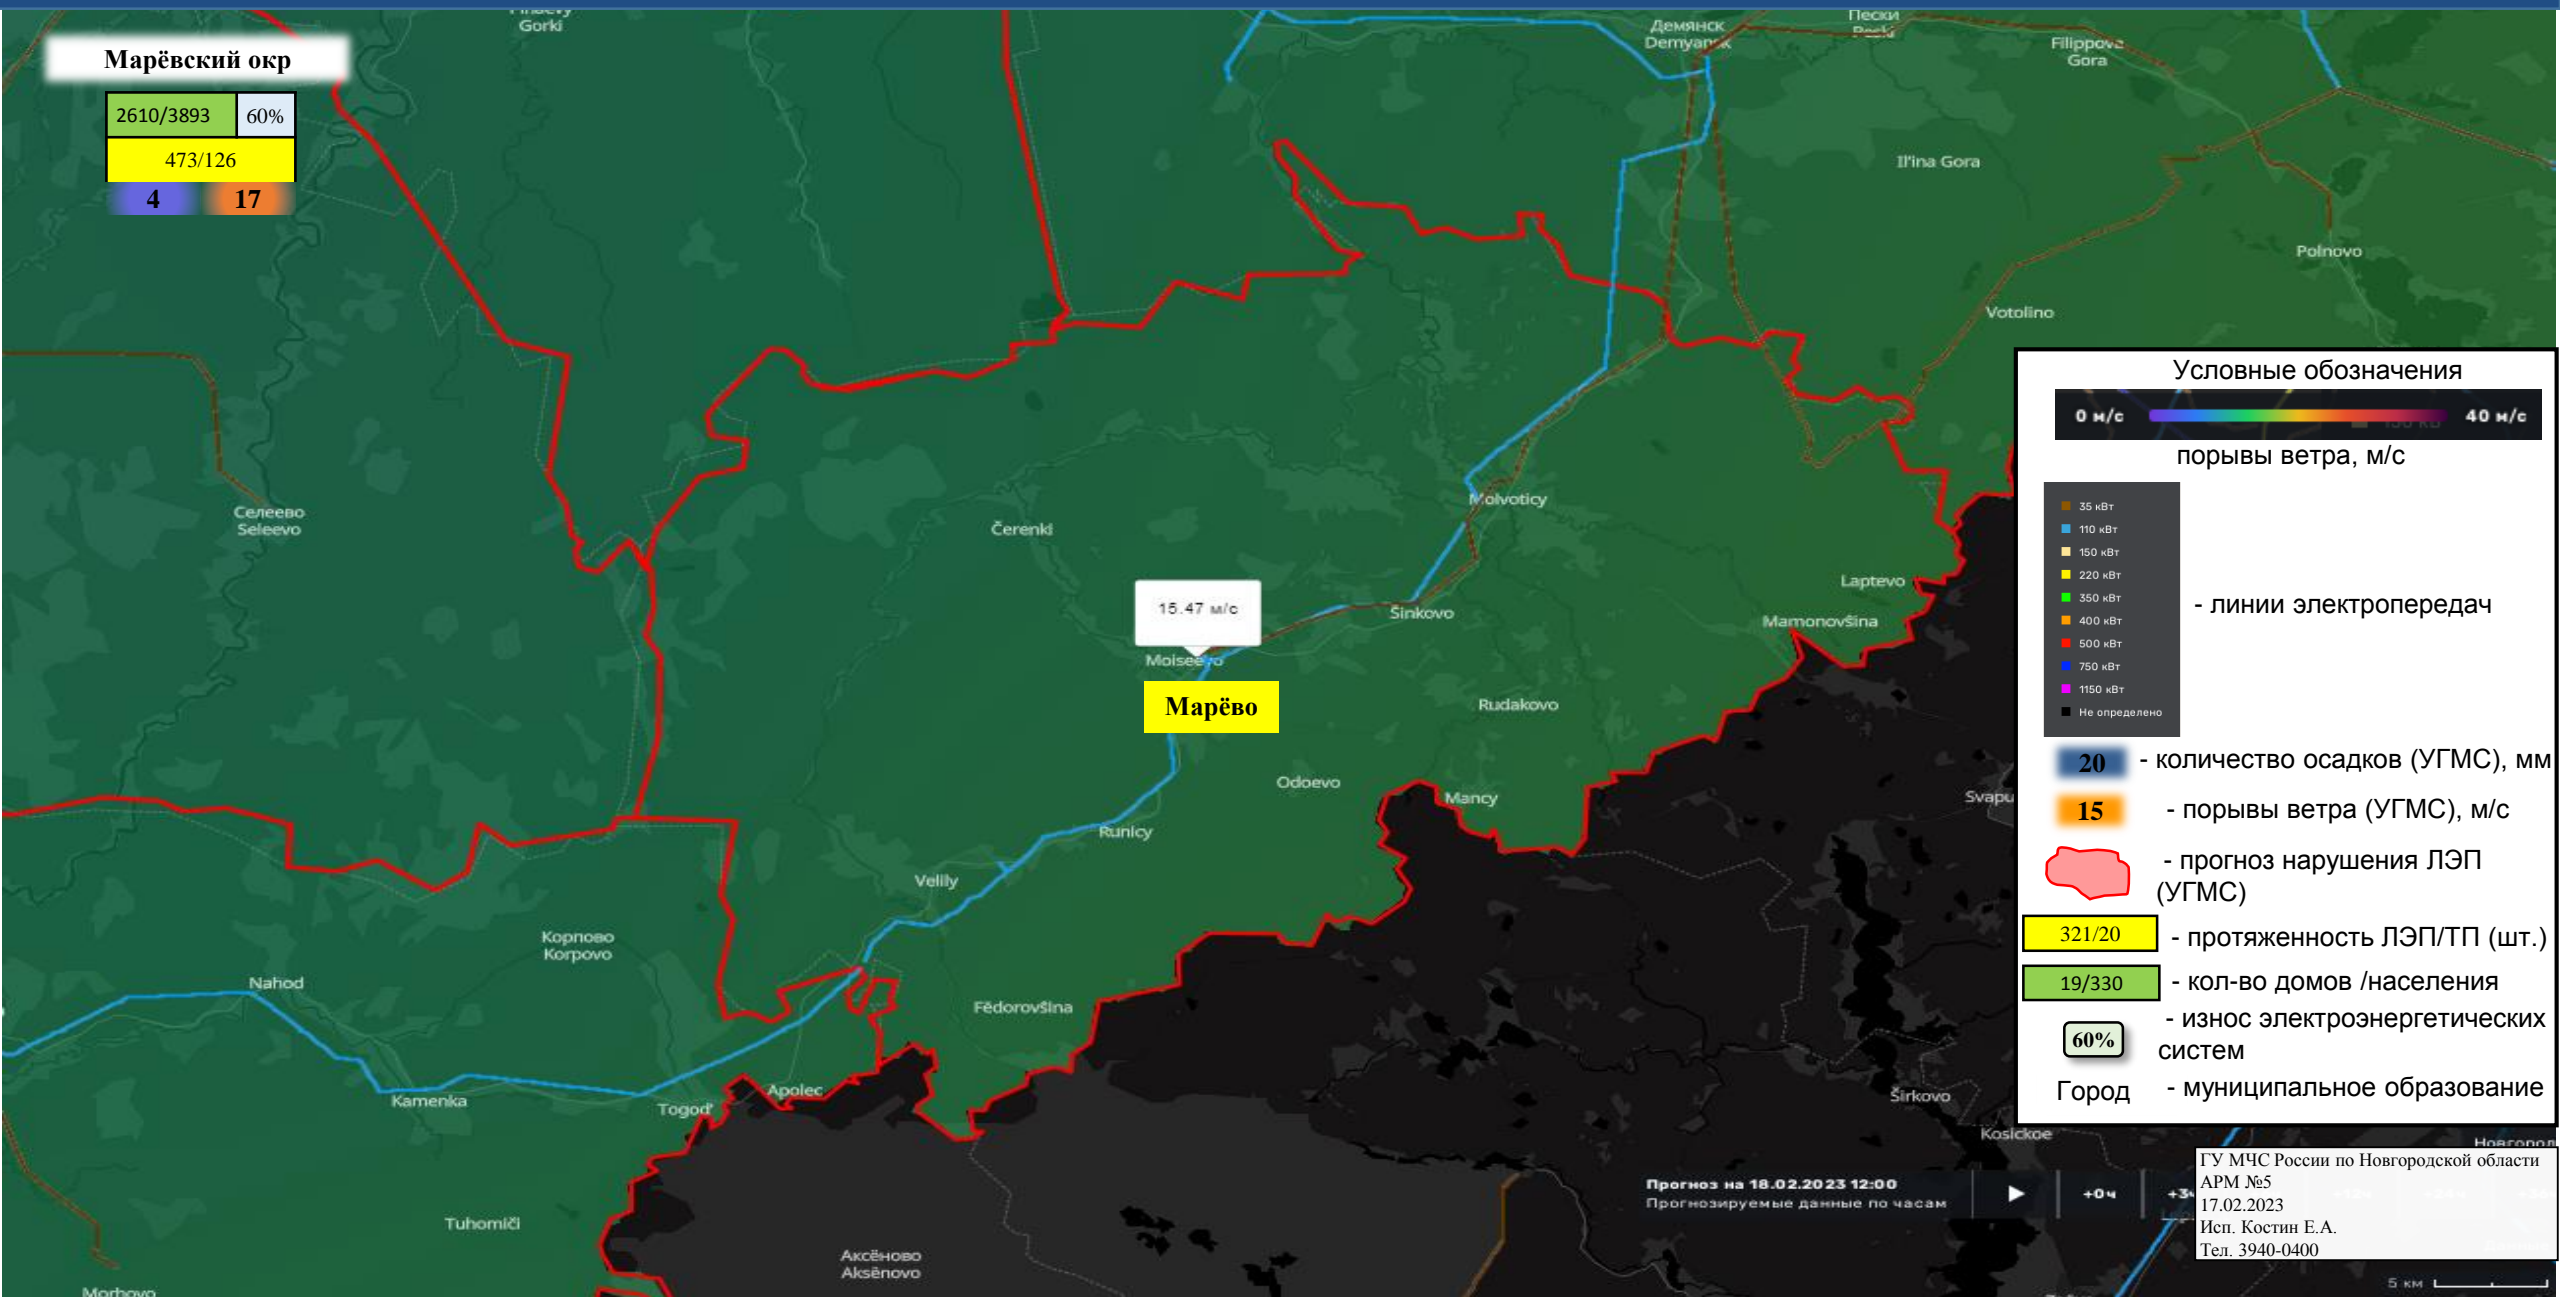 Gorki
Демянск
Demyansk
Пески
Peski
Filippova
Gora
Марёвский окр
2610/3893
60%
473/126
4
17
Il'ina Gora
Polnovo
Votolino
Селеево
Seleevo
Čerenki
Molvoticy
15.47 м/с
Šinkovo
Laptevo
Mamonovšina
Moiseevo
Марёво
Rudakovo
Odoevo
Mancy
Svapu
Runicy
Velily
Корпово
Korpovo
Nahod
Fëdorovšina
Kamenka
Togod'
Apolec
Širkovo
Kosickoe
Tuhomiči
Аксёново
Aksënovo
Morhovo
Условные обозначения
0 м/с
40 м/с
порывы ветра, м/с
35 кВт
110 кВт
150 кВт
220 кВт
350 кВт
400 кВт
500 кВт
750 кВт
1150 кВт
Не определено
- линии электропередач
20 - количество осадков (УГМС), мм
15 - порывы ветра (УГМС), м/с
- прогноз нарушения ЛЭП
(УГМС)
321/20 - протяженность ЛЭП/ТП (шт.)
19/330 - кол-во домов /населения
60% - износ электроэнергетических
систем
Город - муниципальное образование
Прогноз на 18.02.2023 12:00
Прогнозируемые данные по часам
+0ч
+3ч
ГУ МЧС России по Новгородской области
АРМ №5
17.02.2023
Исп. Костин Е.А.
Тел. 3940-0400
5 км